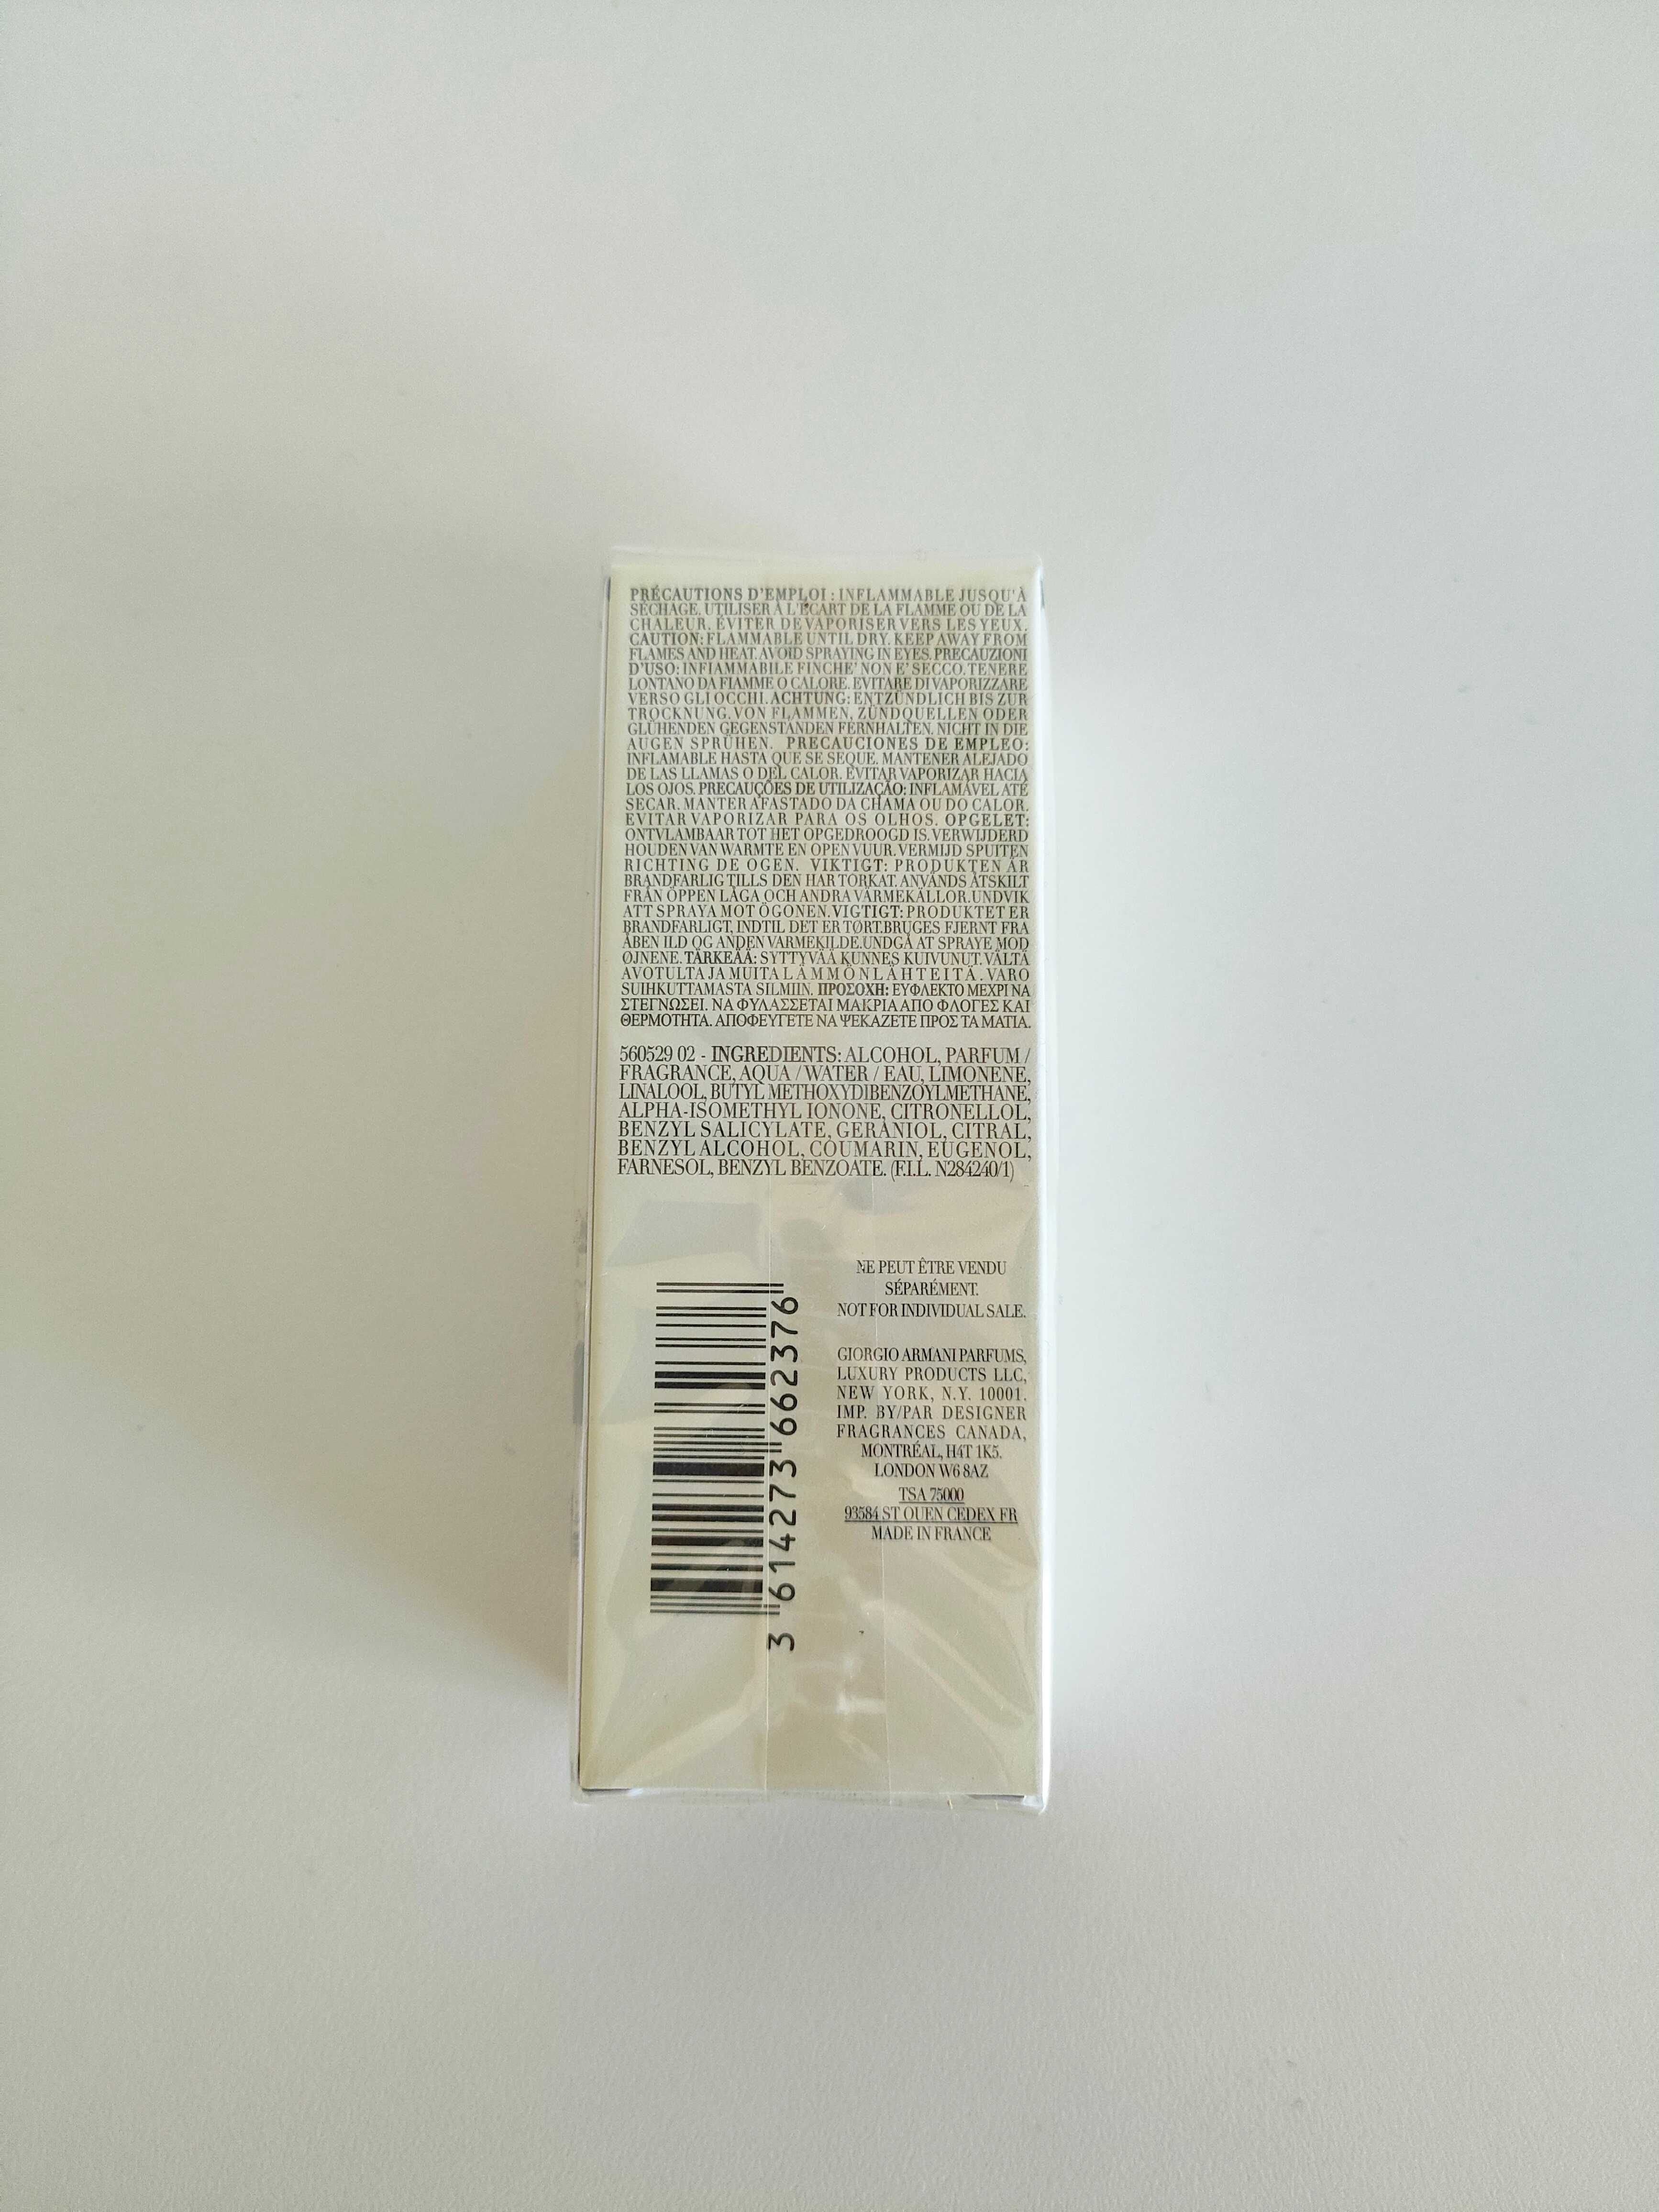 PRÉCAUTIONS D'EMPLOI : INFLAMMABLE JUSQU'À
SÉCHAGE. UTILISER À L'ÉCART DE LA FLAMME OU DE LA
CHALEUR. ÉVITER DE VAPORISER VERS LES YEUX.
CAUTION: FLAMMABLE UNTIL DRY. KEEP AWAY FROM
FLAMES AND HEAT. AVOID SPRAYING IN EYES. PRECAUZIONI
D'USO: INFIAMMABILE FINCHE' NON E' SECCO. TENERE
LONTANO DA FIAMME O CALORE. EVITARE DI VAPORIZZARE
VERSO GLI OCCHI. ACHTUNG: ENTZÜNDLICH BIS ZUR
TROCKNUNG. VON FLAMMEN, ZÜNDQUELLEN ODER
GLÜHENDEN GEGENSTANDEN FERNHALTEN. NICHT IN DIE
AUGEN SPRÜHEN. PRECAUCIONES DE EMPLEO:
INFLAMABLE HASTA QUE SE SEQUE. MANTENER ALEJADO
DE LAS LLAMAS O DEL CALOR. EVITAR VAPORIZAR HACIA
LOS OJOS. PRECAUÇÕES DE UTILIZAÇÃO: INFLAMÁVEL ATÉ
SECAR. MANTER AFASTADO DA CHAMA OU DO CALOR.
EVITAR VAPORIZAR PARA OS OLHOS. OPGELET:
ONTVLAMBAAR TOT HET OPGEDROOGD IS. VERWIJDERD
HOUDEN VAN WARMTE EN OPEN VUUR. VERMIJD SPUITEN
RICHTING DE OGEN. VIKTIGT: PRODUKTEN ÄR
BRANDFARLIG TILLS DEN HAR TORKAT. ANVÄNDS ÅTSKILT
FRÅN ÖPPEN LÅGA OCH ANDRA VÄRMEKÄLLOR. UNDVIK
ATT SPRAYA MOT ÖGONEN. VIGTIGT: PRODUKTET ER
BRANDFARLIGT, INDTIL DET ER TØRT. BRUGES FJERNT FRA
ÅBEN ILD OG ANDEN VARMEKILDE. UNDGÅ AT SPRAYE MOD
ØJNENE. TÄRKEÄÄ: SYTTYVÄÄ KUNNES KUIVUNUT. VÄLTÄ
AVOTULTA JA MUITA LÄMMÖNLÄHTEITÄ. VARO
SUIHKUTTAMASTA SILMIIN. ΠΡΟΣΟΧΗ: ΕΥΦΛΕΚΤΟ ΜΕΧΡΙ ΝΑ
ΣΤΕΓΝΩΣΕΙ. ΝΑ ΦΥΛΑΣΣΕΤΑΙ ΜΑΚΡΙΑ ΑΠΟ ΦΛΟΓΕΣ ΚΑΙ
ΘΕΡΜΟΤΗΤΑ. ΑΠΟΦΕΥΓΕΤΕ ΝΑ ΨΕΚΑΖΕΤΕ ΠΡΟΣ ΤΑ ΜΑΤΙΑ.
560529 02 - INGREDIENTS: ALCOHOL, PARFUM /
FRAGRANCE, AQUA / WATER / EAU, LIMONENE,
LINALOOL, BUTYL METHOXYDIBENZOYLMETHANE,
ALPHA-ISOMETHYL IONONE, CITRONELLOL,
BENZYL SALICYLATE, GERANIOL, CITRAL,
BENZYL ALCOHOL, COUMARIN, EUGENOL,
FARNESOL, BENZYL BENZOATE. (F.I.L. N284240/1)
NE PEUT ÊTRE VENDU
SÉPARÉMENT.
NOT FOR INDIVIDUAL SALE.
GIORGIO ARMANI PARFUMS,
LUXURY PRODUCTS LLC,
NEW YORK, N.Y. 10001.
IMP. BY/PAR DESIGNER
FRAGRANCES CANADA,
MONTRÉAL, H4T 1K5.
LONDON W6 8AZ
TSA 75000
93584 ST OUEN CEDEX FR
MADE IN FRANCE
3 614273 662376